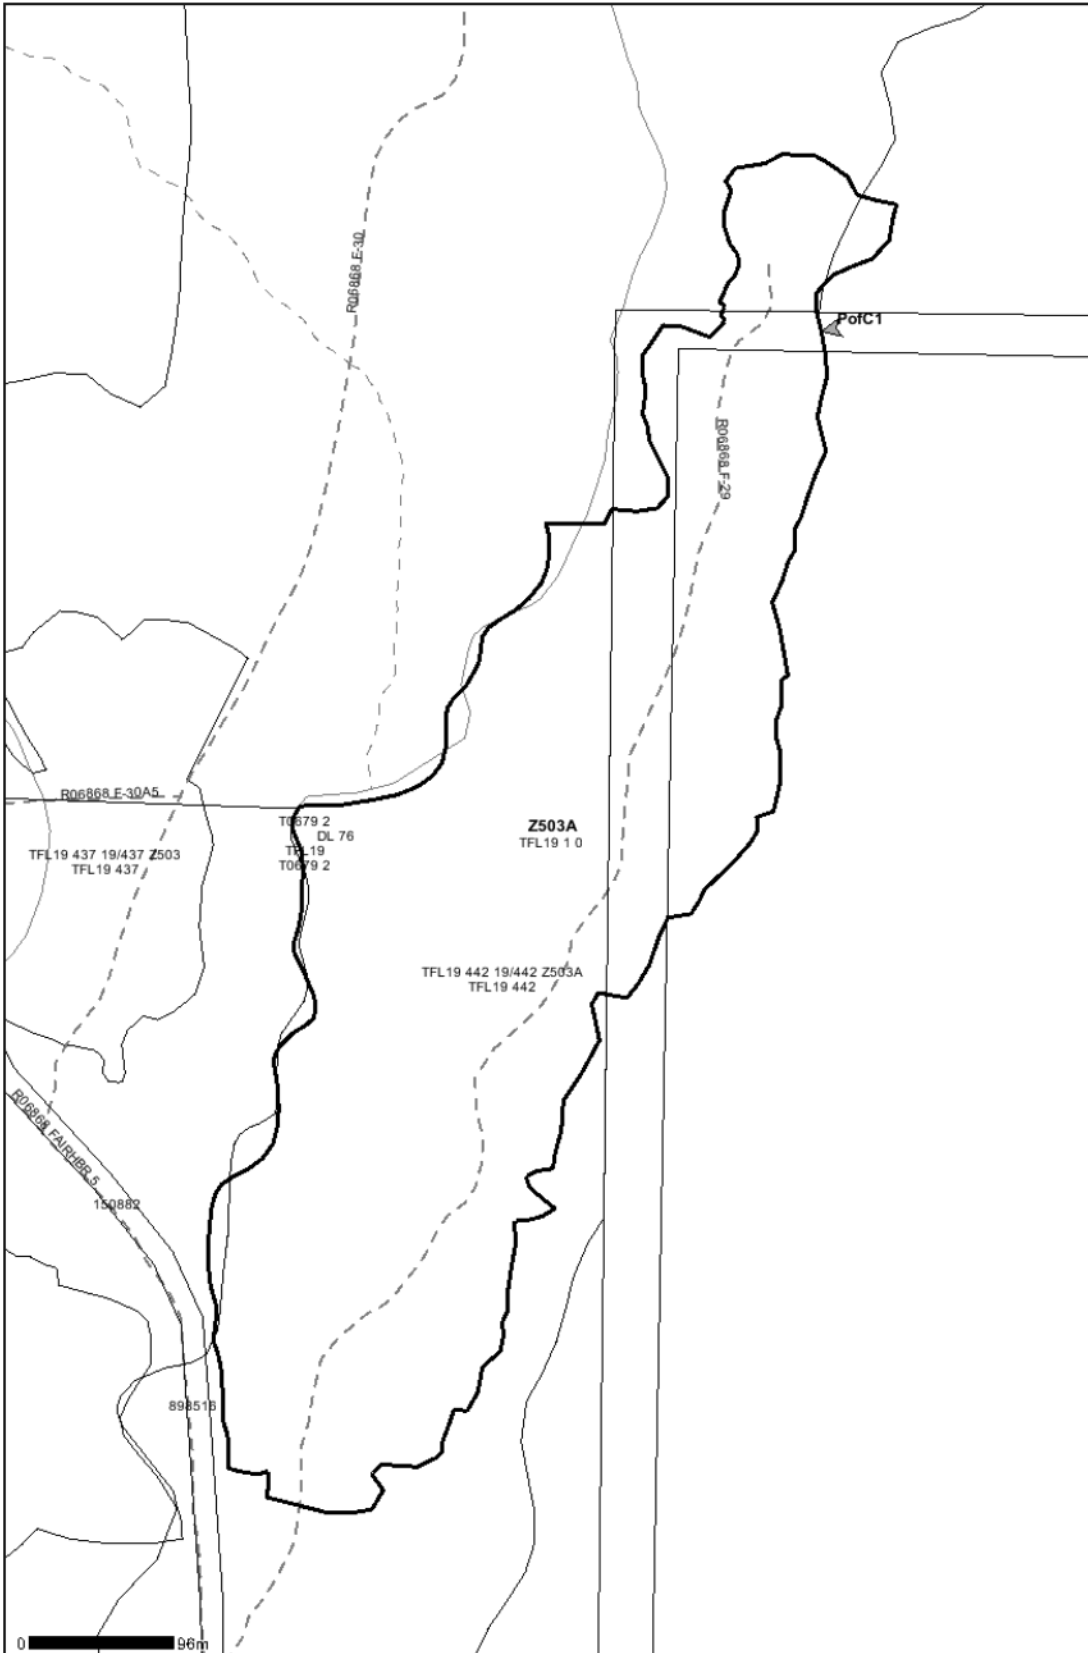 R06868 F-30
PofC1
R06868 F-29
R06868 F-30A5
T0679 2
DL 76
TFL19
T0679 2
Z503A
TFL19 1 0
TFL19 437 19/437 Z503
TFL19 437
TFL19 442 19/442 Z503A
TFL19 442
R06868 FAIRHBR 5
150882
898516
0 96m